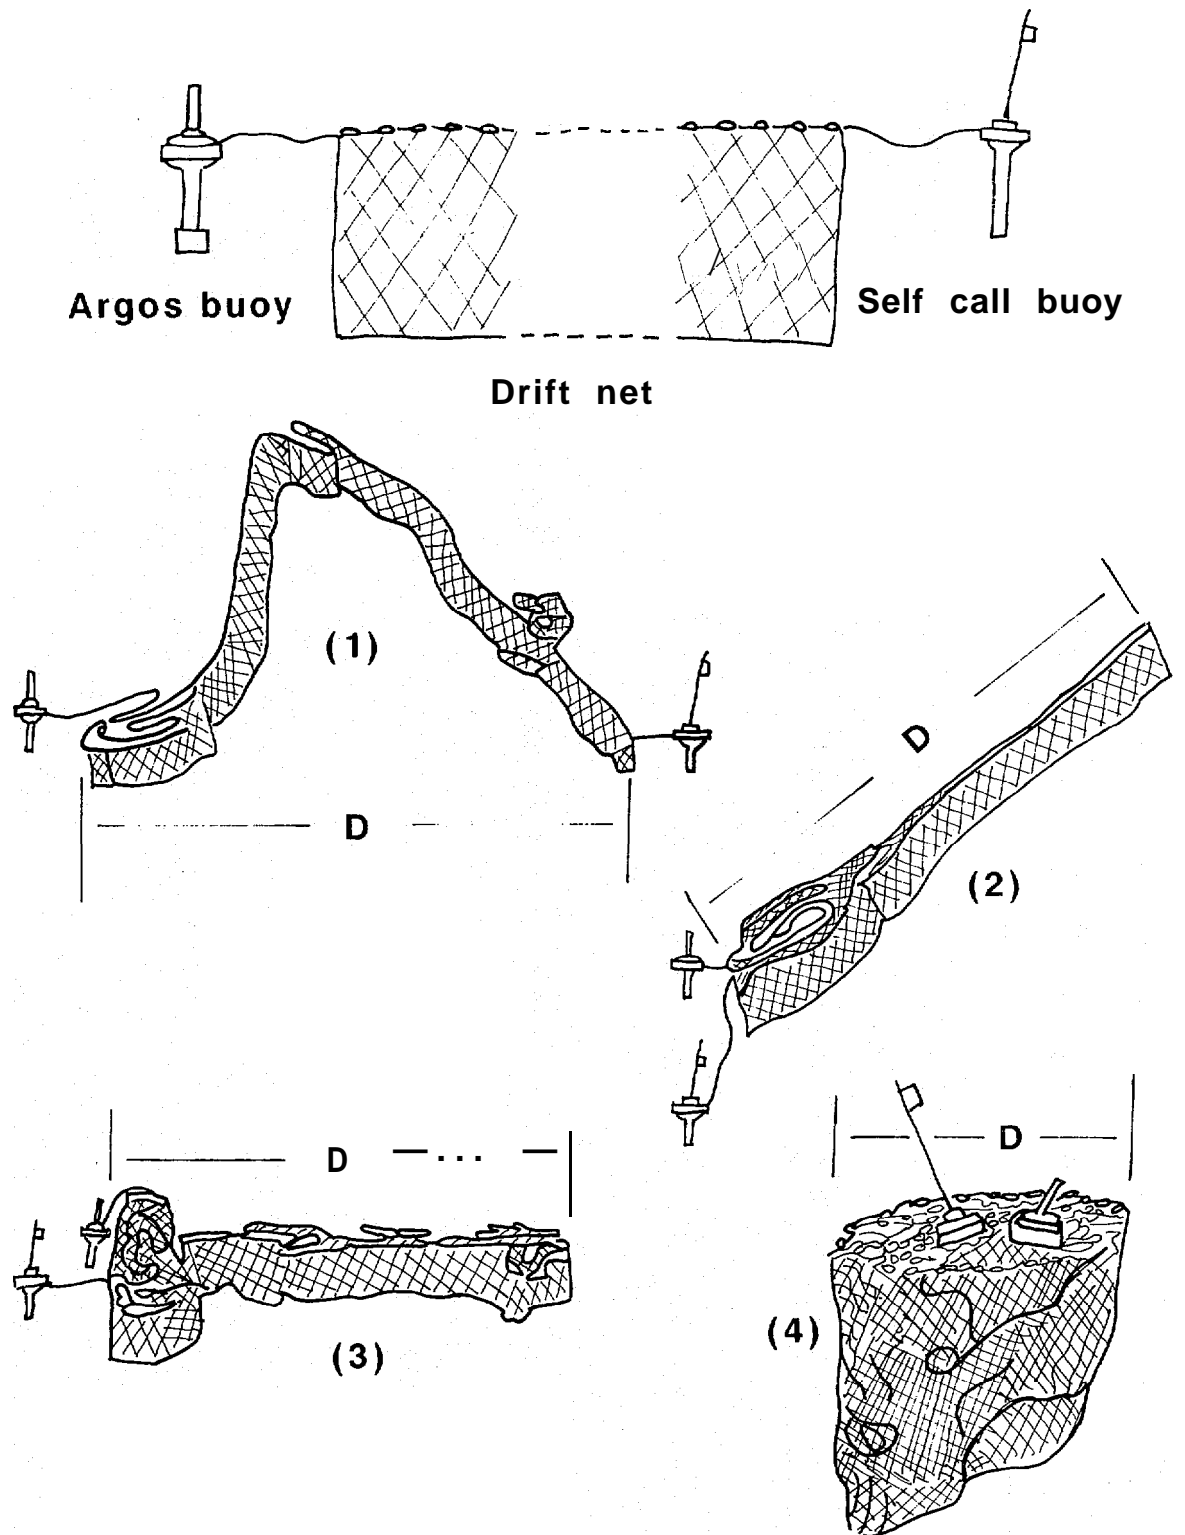 Argos buoy
Self call buoy
Drift net
(1)
D
D
(2)
D
(3)
D
(4)